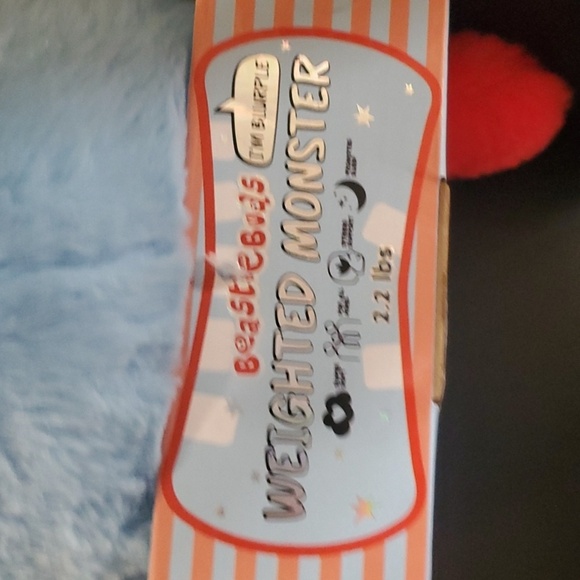 BeastieBods
I'M BLURPLE
WEIGHTED MONSTER
2.2 lbs